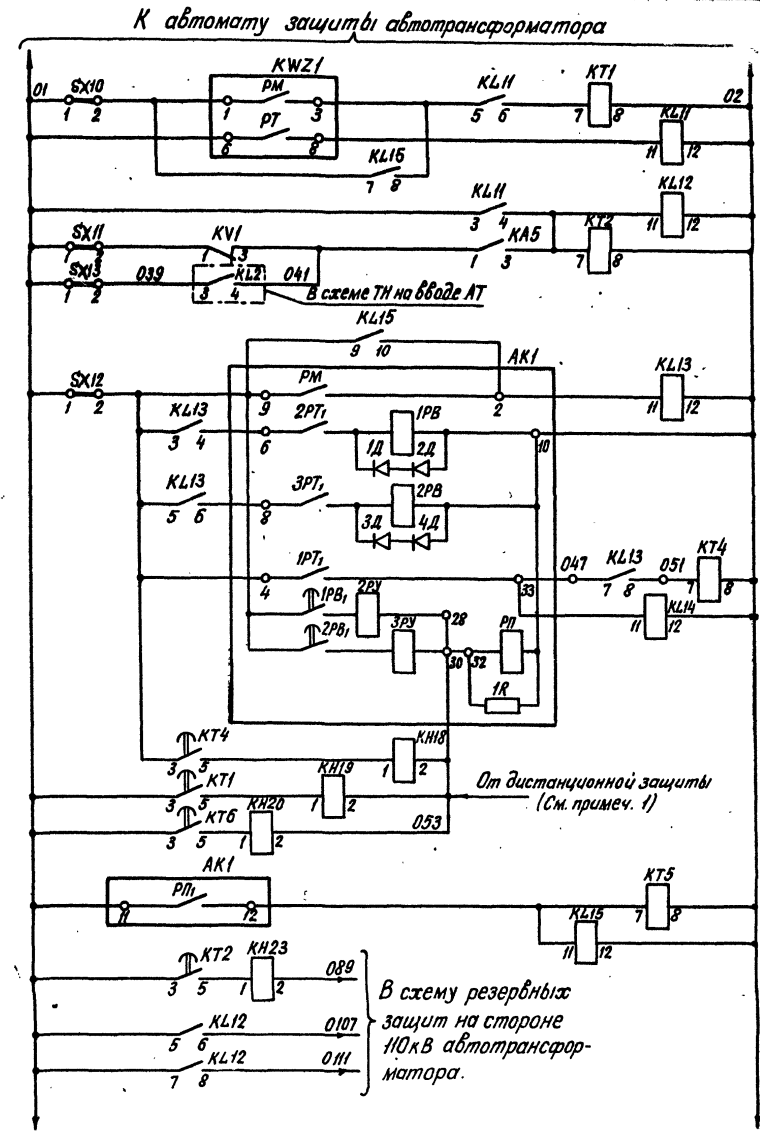 К автомату защиты автотрансформатора
KWZ1
01 SX10 PM KL11 KT1 02
1 2 1 3 5 6 7 8
PT KL11
6 8 11 12
KL16
7 8
KL11 KL12
3 4 11 12
SX11 KV1 KA5 KT2
1 2 1 3 1 3 7 8
SX13 039 KL2 041
1 2 3 4
В схеме ТН на вводе АТ
KL15
9 10
AK1
SX12 PM KL13
1 2 9 2 11 12
KL13 2PT1 1PB
3 4 6 10
1Д 2Д
KL13 3PT1 2PB
5 6 8
3Д 4Д
1PT1 047 KL13 051 KT4
4 33 7 8 7 8
1PB1 2РУ 28 KL14
11 12
2PB1 3РУ РП
30 32
1R
KT4 KH18
3 5 1 2
KT1 KH19
3 5 1 2
От дистанционной защиты
(См. примеч. 1)
KT6 KH20 053
3 5 1 2
AK1
РП1 KT5
11 12 7 8
KL15
11 12
KT2 KH23 089
3 5 1 2
KL12 0107
5 6
KL12 0111
7 8
В схему резервных
защит на стороне
110кВ автотрансфор-
матора.